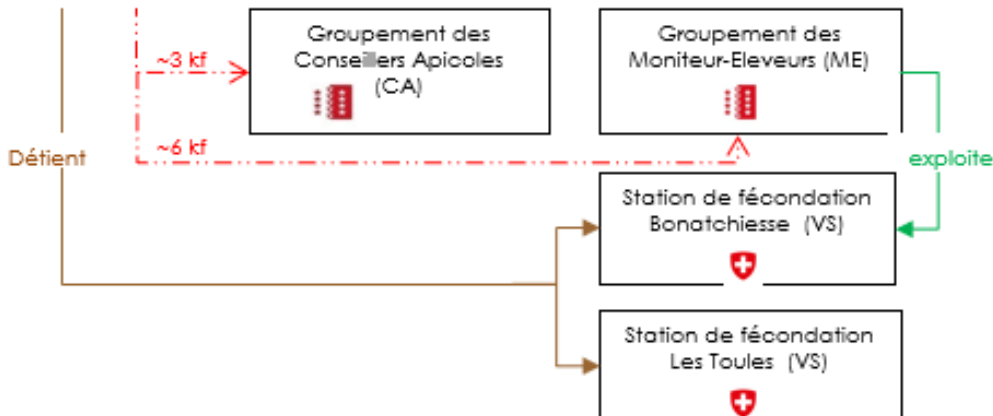 Groupement des
Conseillers Apicoles
(CA)
Groupement des
Moniteur-Eleveurs (ME)
~3 kf
~6 kf
Détient
exploite
Station de fécondation
Bonatchiesse (VS)
Station de fécondation
Les Toules (VS)